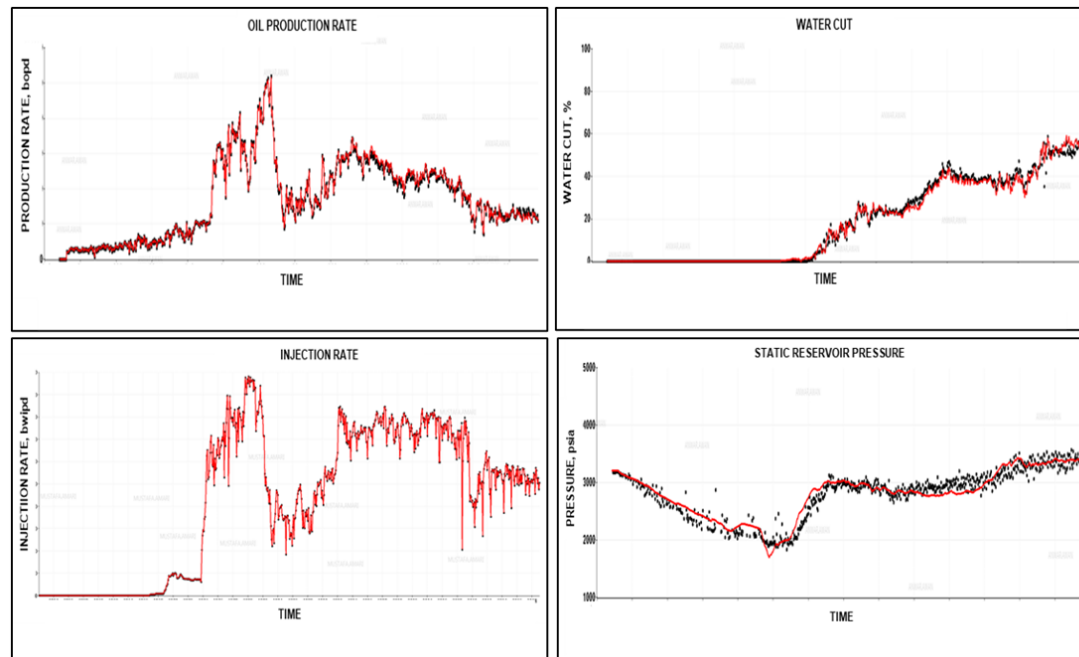 OIL PRODUCTION RATE
PRODUCTION RATE, bopd
TIME
WATER CUT
WATER CUT, %
100
80
60
40
20
0
TIME
INJECTION RATE
INJECTION RATE, bwipd
TIME
STATIC RESERVOIR PRESSURE
PRESSURE, psia
5000
4000
3000
2000
1000
TIME